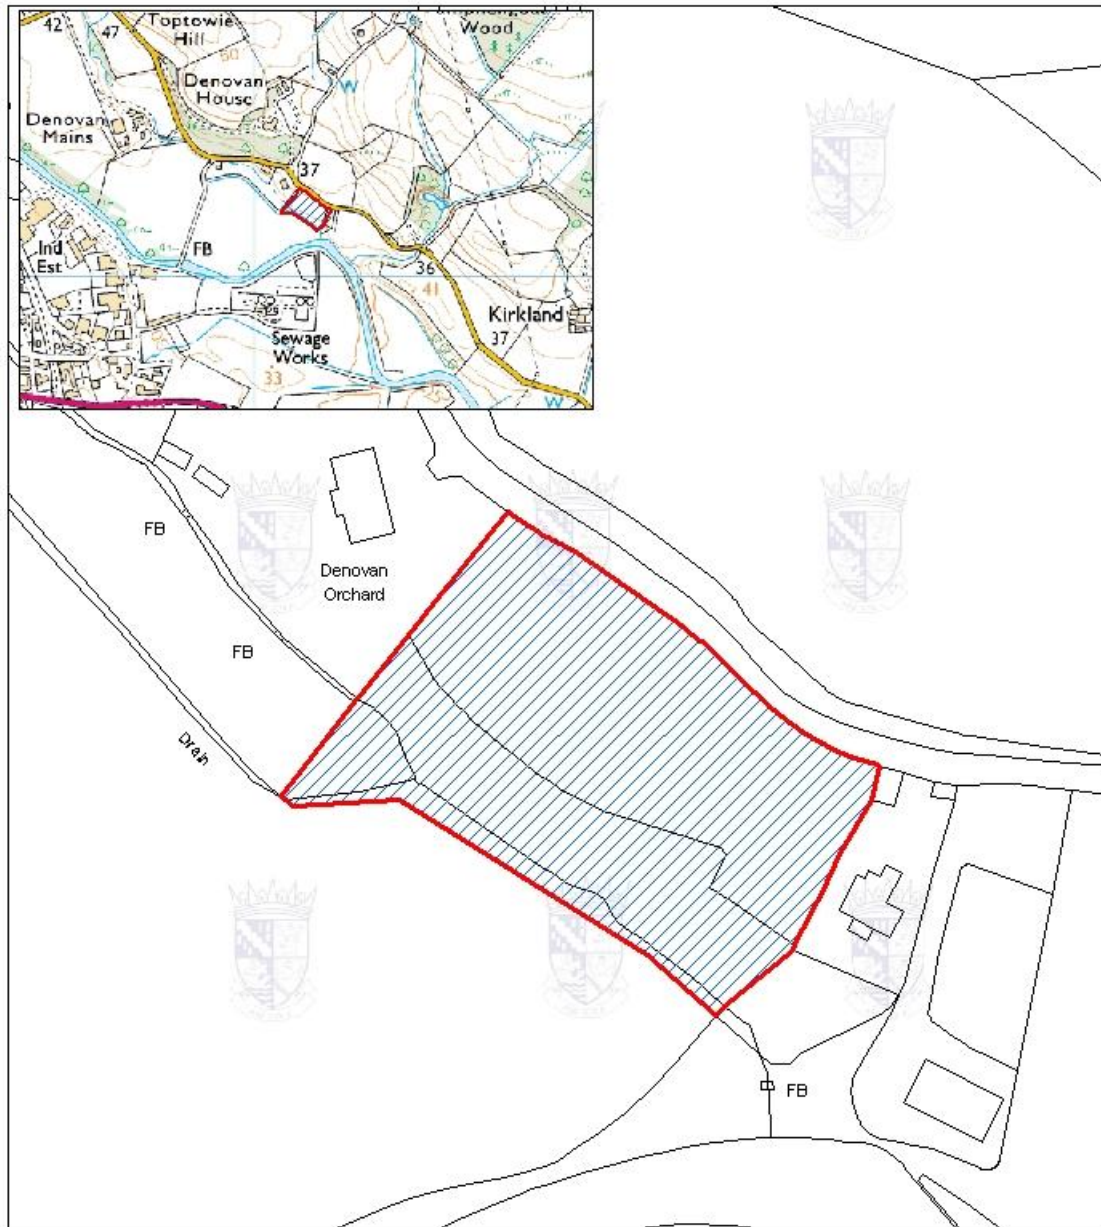 42
47
Toptowie
Hill
Wood
60
Denovan
House
W
Denovan
Mains
37
Ind
Est
FB
36
41
Kirkland
37
Sewage
Works
33
W
FB
Denovan
Orchard
FB
Drain
FB